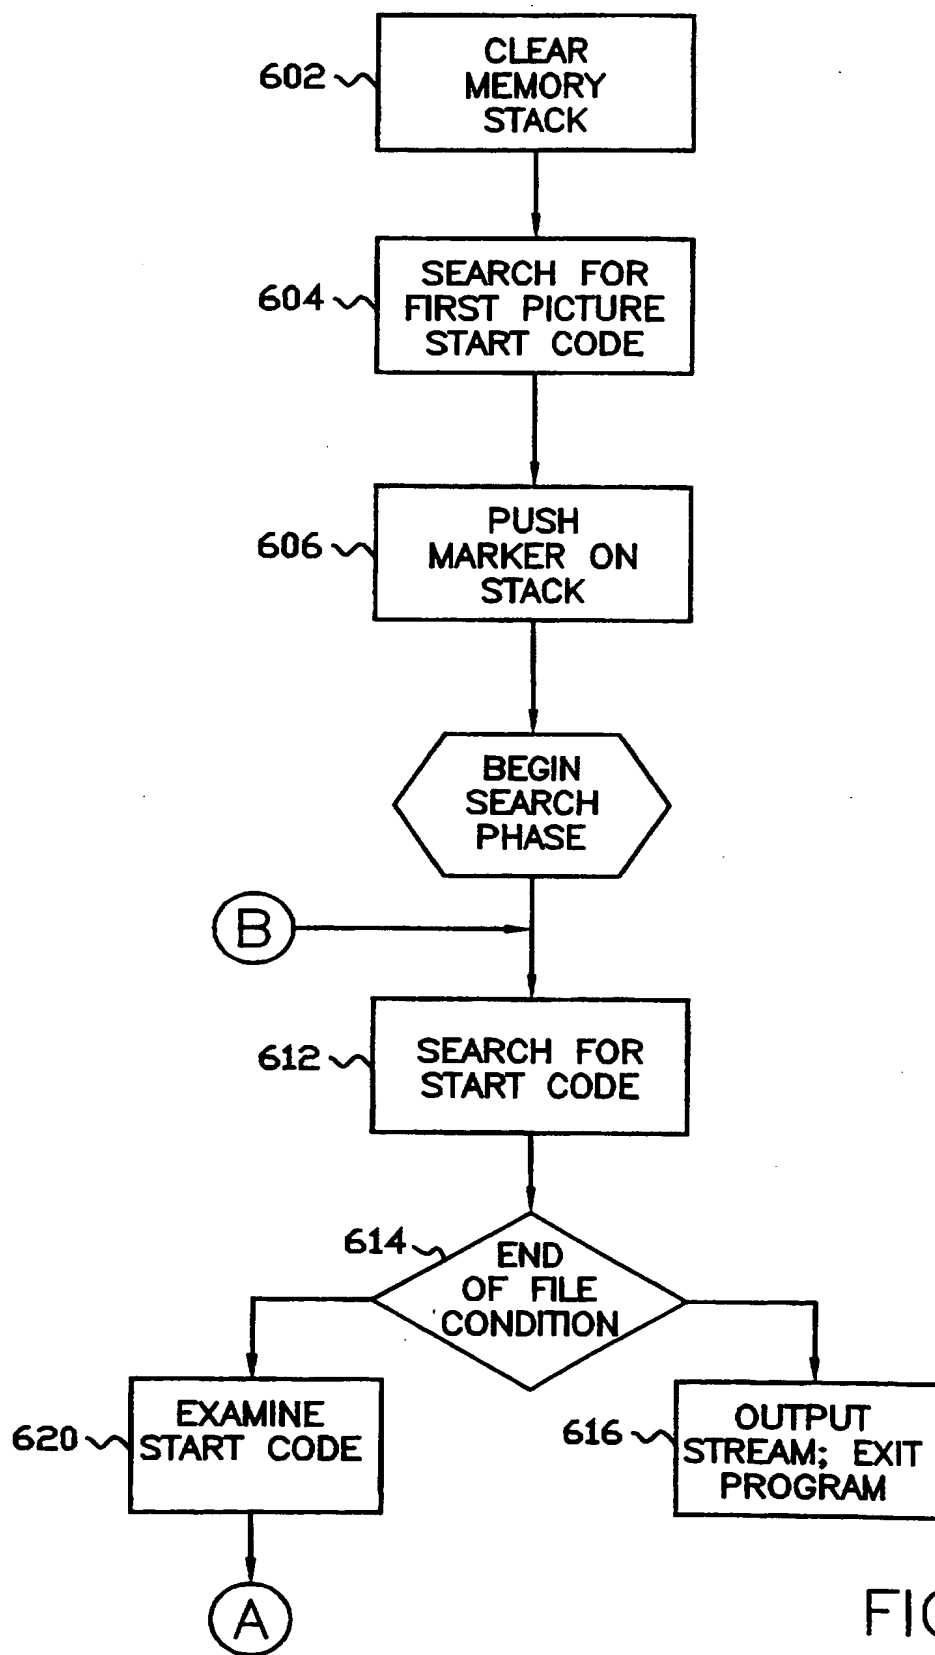 602
CLEAR
MEMORY
STACK
604
SEARCH FOR
FIRST PICTURE
START CODE
606
PUSH
MARKER ON
STACK
BEGIN
SEARCH
PHASE
B
612
SEARCH FOR
START CODE
614
END
OF FILE
CONDITION
620
EXAMINE
START CODE
616
OUTPUT
STREAM; EXIT
PROGRAM
A